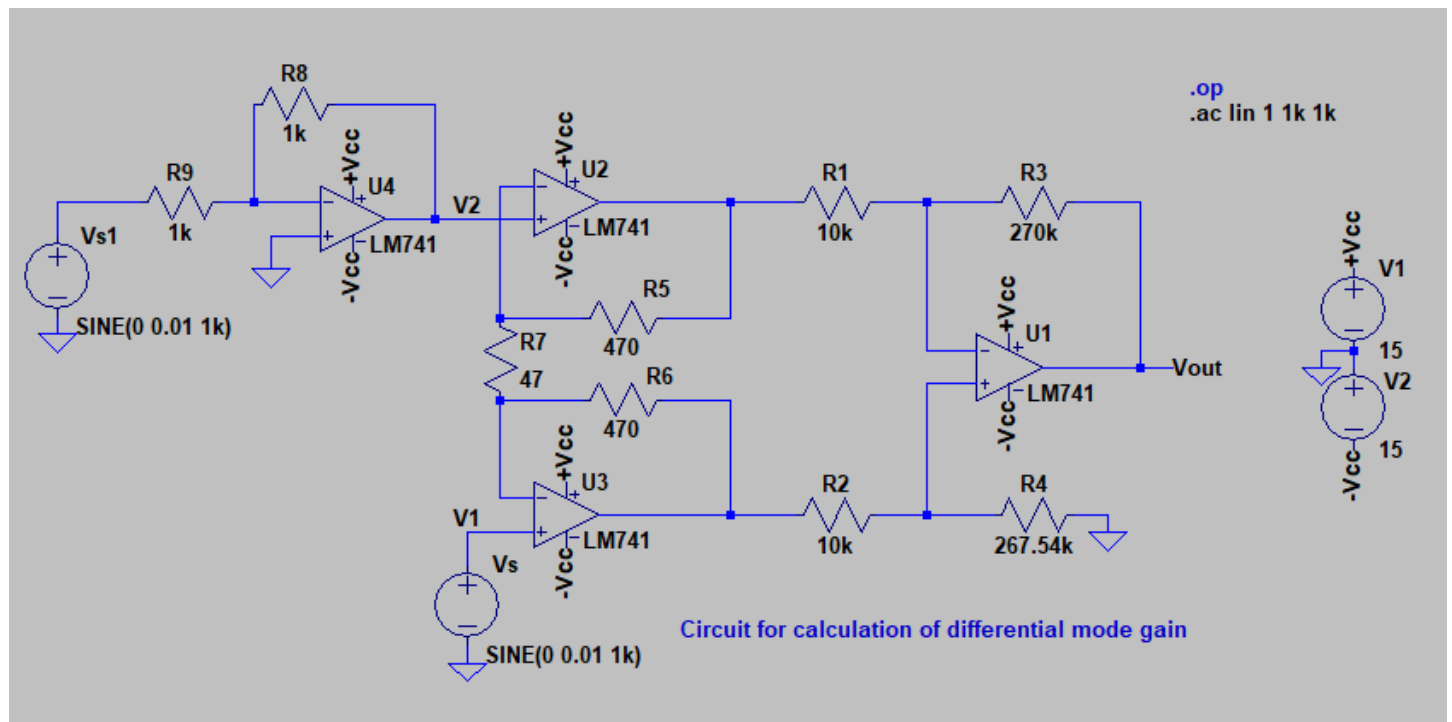 R8
1k
+Vcc
U4
LM741
-Vcc
R9
1k
Vs1
SINE(0 0.01 1k)
V2
+Vcc
U2
LM741
-Vcc
R5
470
R7
47
R6
470
+Vcc
U3
LM741
-Vcc
V1
Vs
SINE(0 0.01 1k)
R1
10k
R3
270k
+Vcc
U1
LM741
-Vcc
Vout
R2
10k
R4
267.54k
.op
.ac lin 1 1k 1k
+Vcc
V1
15
V2
15
-Vcc
Circuit for calculation of differential mode gain